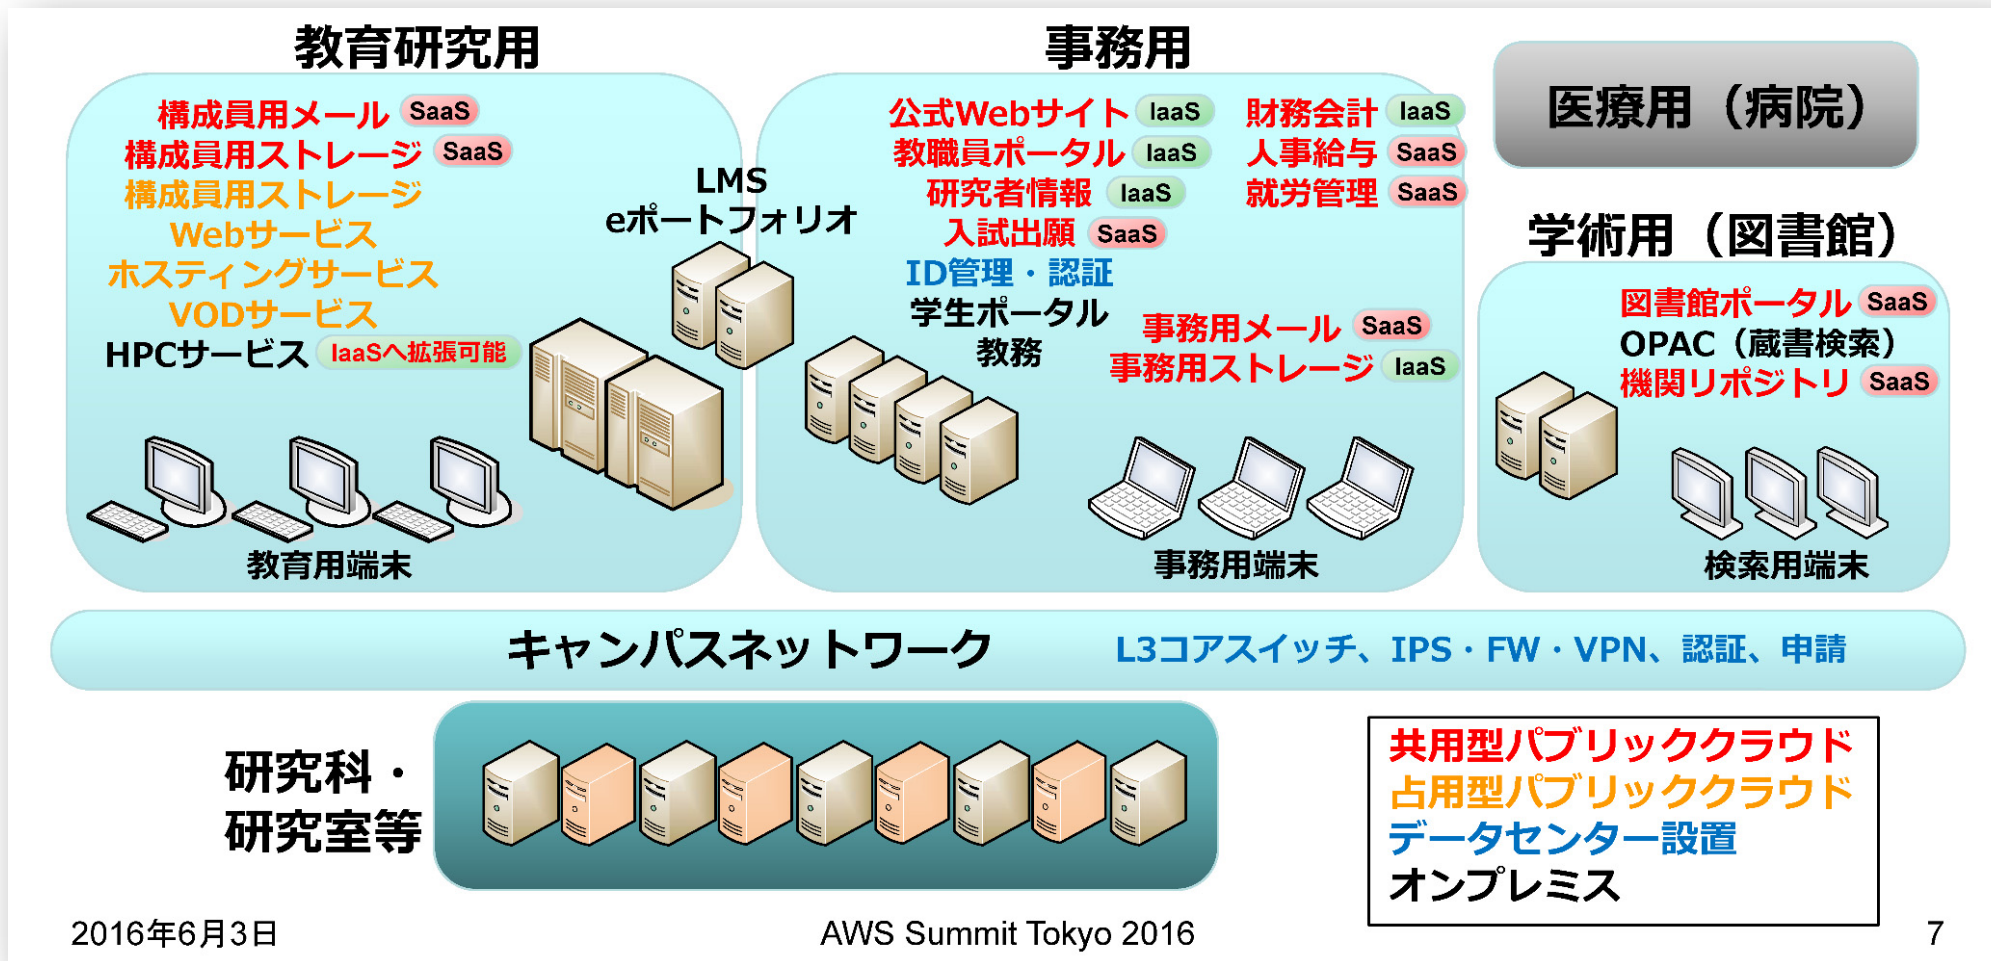 教育研究用
構成員用メール SaaS
構成員用ストレージ SaaS
構成員用ストレージ
Webサービス
ホスティングサービス
VODサービス
HPCサービス IaaSへ拡張可能
LMS
eポートフォリオ
教育用端末
事務用
公式Webサイト IaaS
教職員ポータル IaaS
研究者情報 IaaS
入試出願 SaaS
ID管理・認証
学生ポータル
教務
財務会計 IaaS
人事給与 SaaS
就労管理 SaaS
事務用メール SaaS
事務用ストレージ IaaS
事務用端末
医療用（病院）
学術用（図書館）
図書館ポータル SaaS
OPAC（蔵書検索）
機関リポジトリ SaaS
検索用端末
キャンパスネットワーク L3コアスイッチ、IPS・FW・VPN、認証、申請
研究科・
研究室等
共用型パブリッククラウド
占用型パブリッククラウド
データセンター設置
オンプレミス
2016年6月3日 AWS Summit Tokyo 2016 7